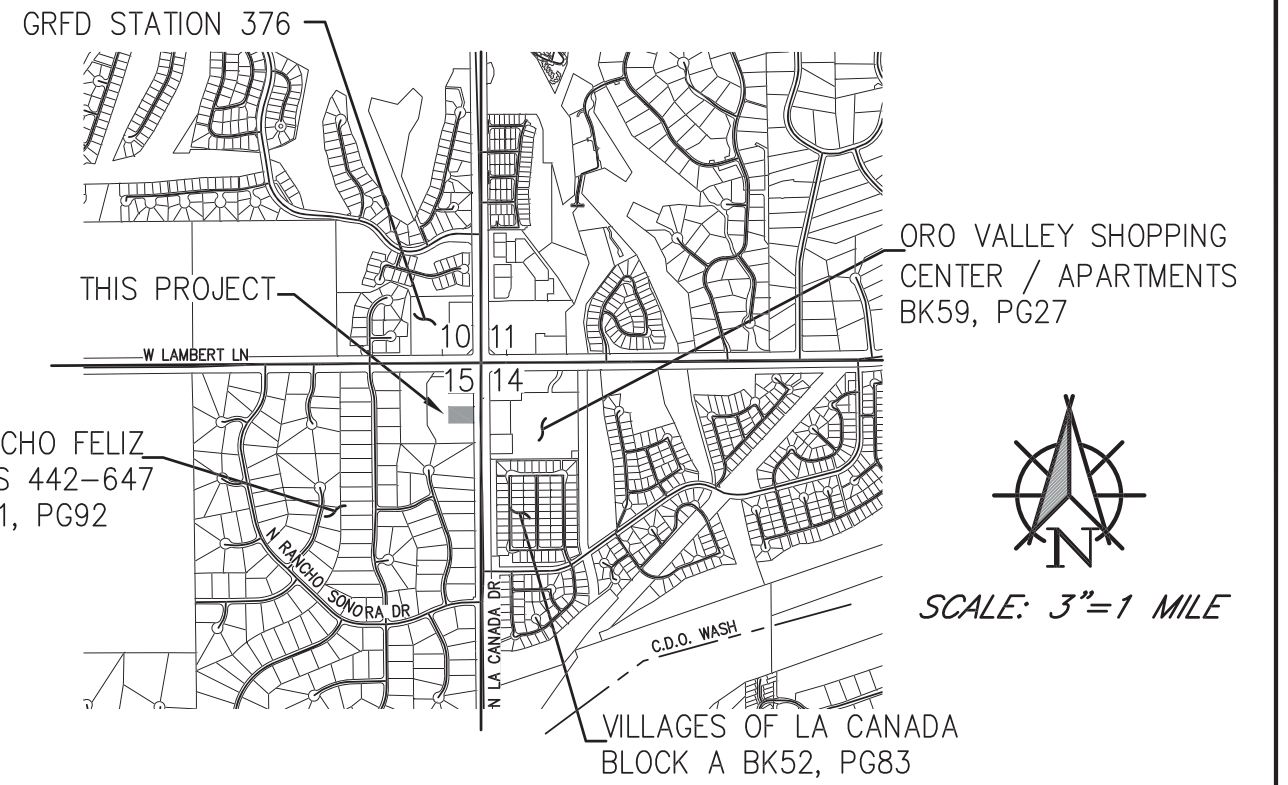 GRFD STATION 376
ORO VALLEY SHOPPING
CENTER / APARTMENTS
BK59, PG27
THIS PROJECT
10 11
W LAMBERT LN
15 14
CHO FELIZ
S 442-647
1, PG92
N RANCHO SONORA DR
N LA CANADA DR
C.D.O. WASH
N
SCALE: 3"=1 MILE
VILLAGES OF LA CANADA
BLOCK A BK52, PG83